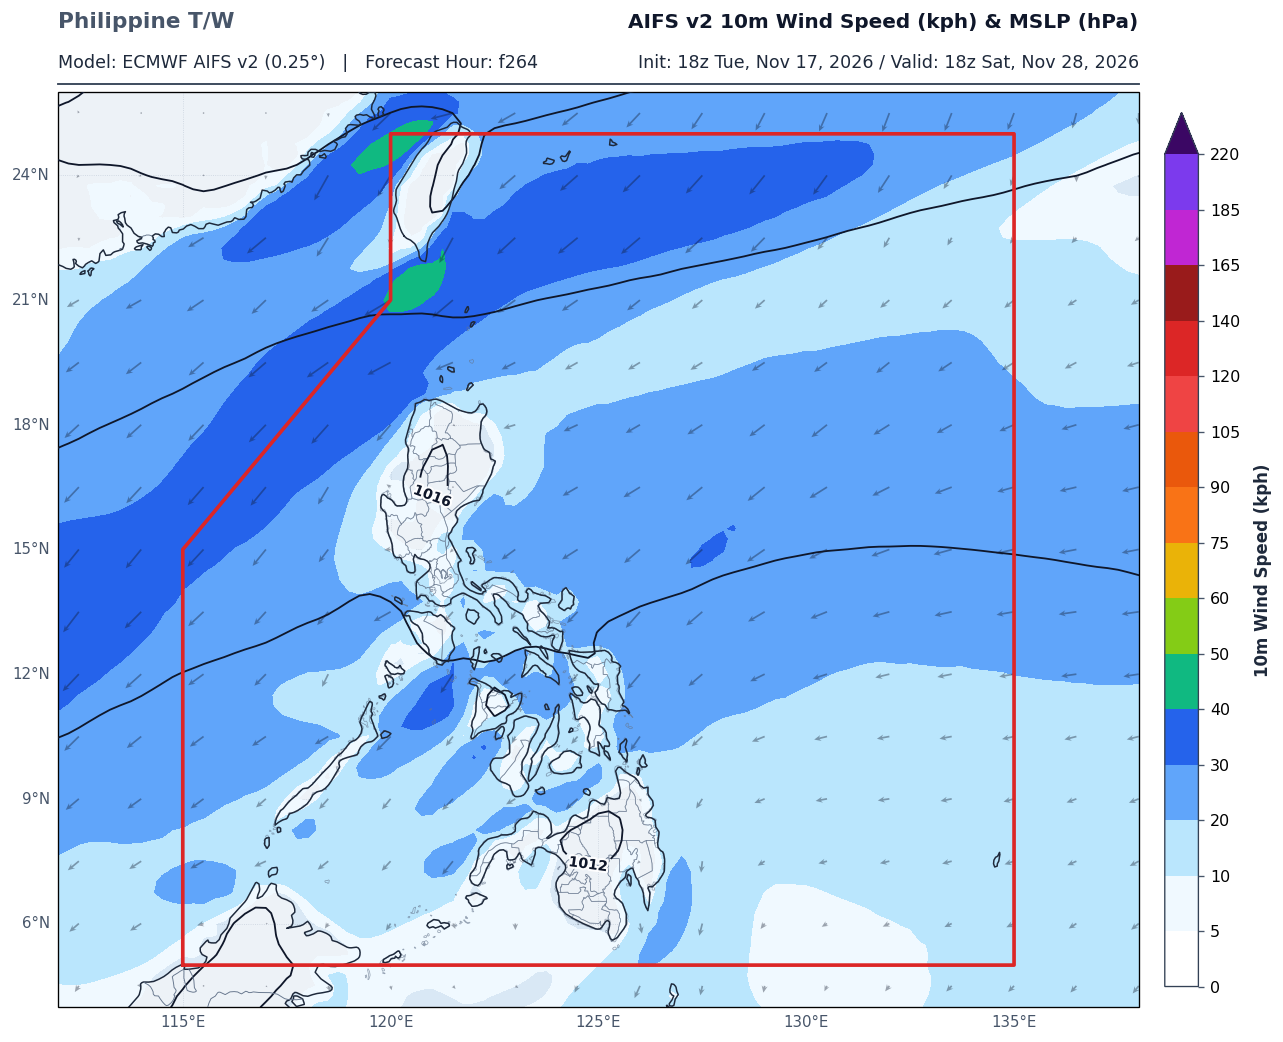 Philippine T/W
AIFS v2 10m Wind Speed (kph) & MSLP (hPa)
Model: ECMWF AIFS v2 (0.25°) | Forecast Hour: f264
Init: 18z Tue, Nov 17, 2026 / Valid: 18z Sat, Nov 28, 2026
24°N
21°N
18°N
15°N
12°N
9°N
6°N
1016
1012
115°E
120°E
125°E
130°E
135°E
220
185
165
140
120
105
90
75
60
50
40
30
20
10
5
0
10m Wind Speed (kph)